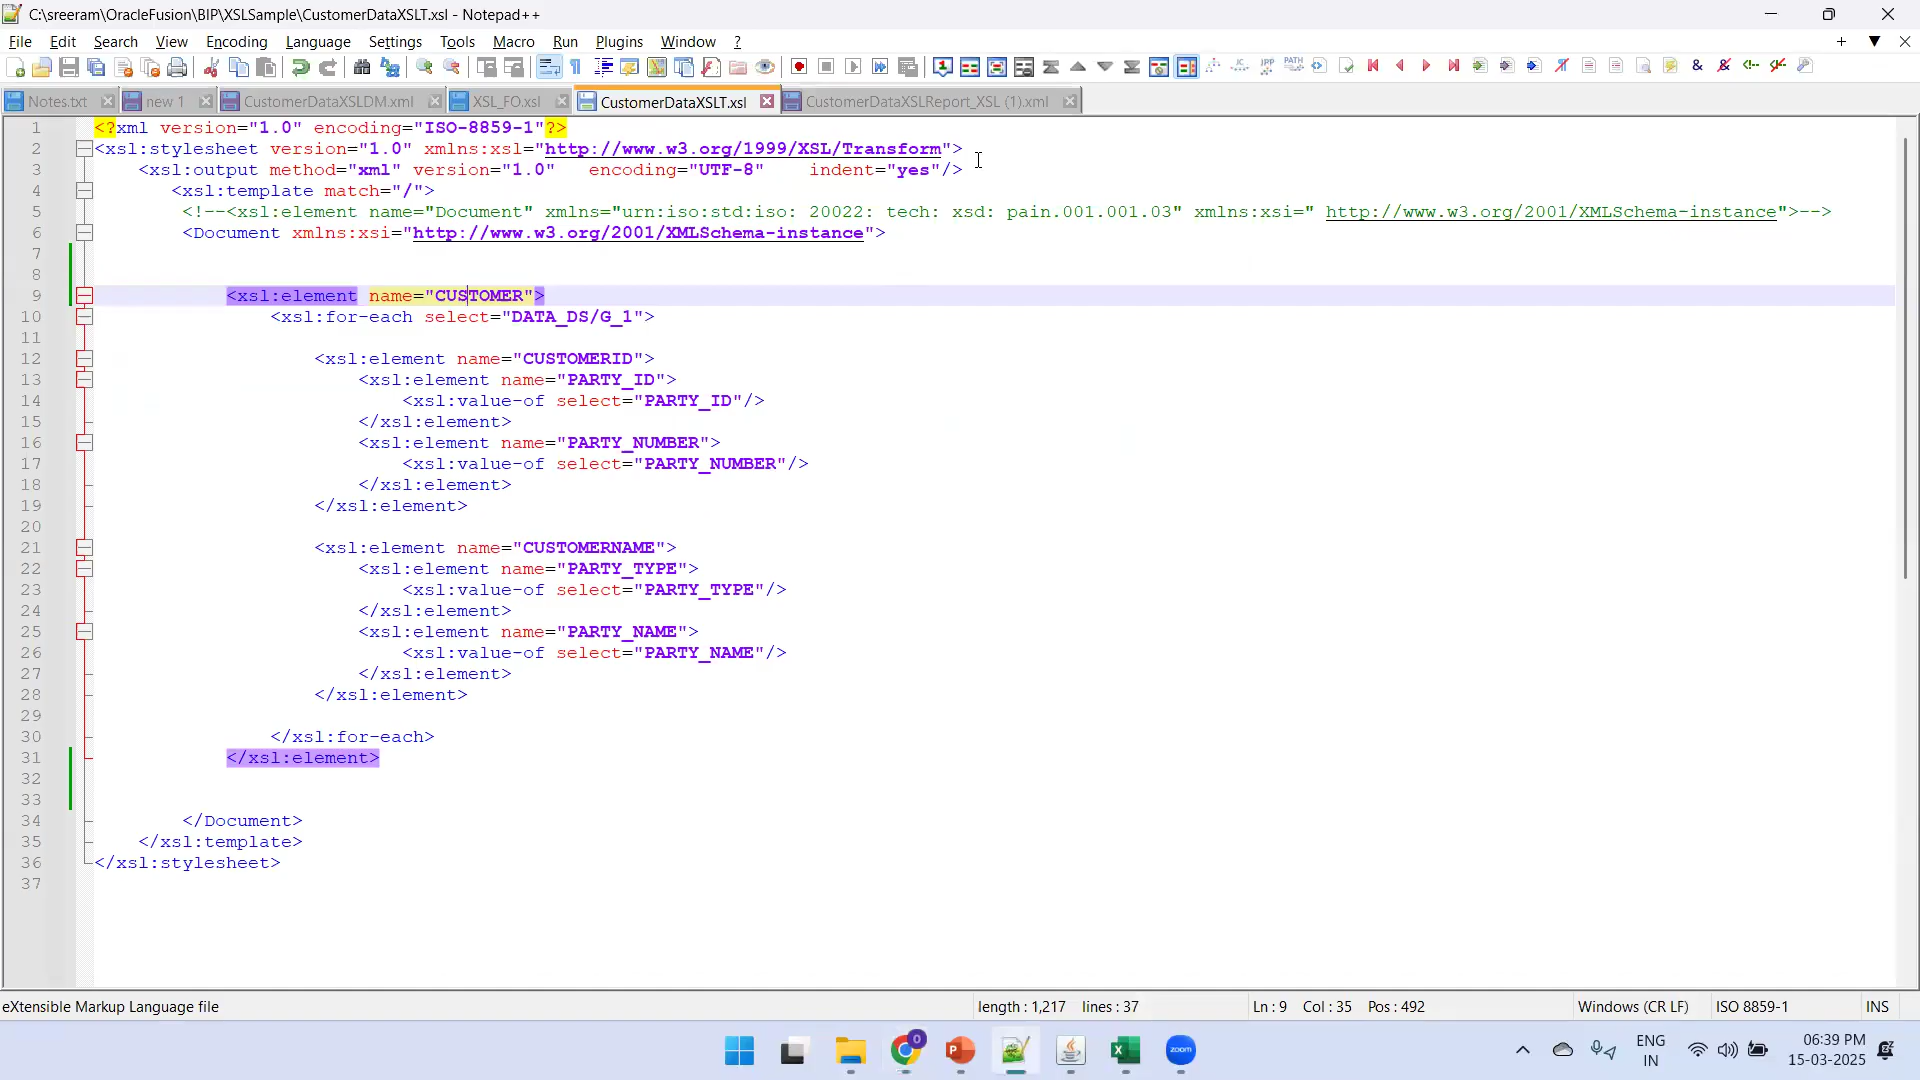 C:\sreeram\OracleFusion\BIP\XSLSample\CustomerDataXSLT.xsl - Notepad++
File Edit Search View Encoding Language Settings Tools Macro Run Plugins Window ?
Notes.txt new 1 CustomerDataXSLDM.xml XSL_FO.xsl CustomerDataXSLT.xsl CustomerDataXSLReport_XSL (1).xml
1 <?xml version="1.0" encoding="ISO-8859-1"?>
2 <xsl:stylesheet version="1.0" xmlns:xsl="http://www.w3.org/1999/XSL/Transform">
3 <xsl:output method="xml" version="1.0" encoding="UTF-8" indent="yes"/>
4 <xsl:template match="/">
5 <!--<xsl:element name="Document" xmlns="urn:iso:std:iso: 20022: tech: xsd: pain.001.001.03" xmlns:xsi=" http://www.w3.org/2001/XMLSchema-instance">-->
6 <Document xmlns:xsi="http://www.w3.org/2001/XMLSchema-instance">
7
8
9 <xsl:element name="CUSTOMER">
10 <xsl:for-each select="DATA_DS/G_1">
11
12 <xsl:element name="CUSTOMERID">
13 <xsl:element name="PARTY_ID">
14 <xsl:value-of select="PARTY_ID"/>
15 </xsl:element>
16 <xsl:element name="PARTY_NUMBER">
17 <xsl:value-of select="PARTY_NUMBER"/>
18 </xsl:element>
19 </xsl:element>
20
21 <xsl:element name="CUSTOMERNAME">
22 <xsl:element name="PARTY_TYPE">
23 <xsl:value-of select="PARTY_TYPE"/>
24 </xsl:element>
25 <xsl:element name="PARTY_NAME">
26 <xsl:value-of select="PARTY_NAME"/>
27 </xsl:element>
28 </xsl:element>
29
30 </xsl:for-each>
31 </xsl:element>
32
33
34 </Document>
35 </xsl:template>
36 </xsl:stylesheet>
37
eXtensible Markup Language file length : 1,217 lines : 37 Ln : 9 Col : 35 Pos : 492 Windows (CR LF) ISO 8859-1 INS
zoom ENG 06:39 PM
IN 15-03-2025